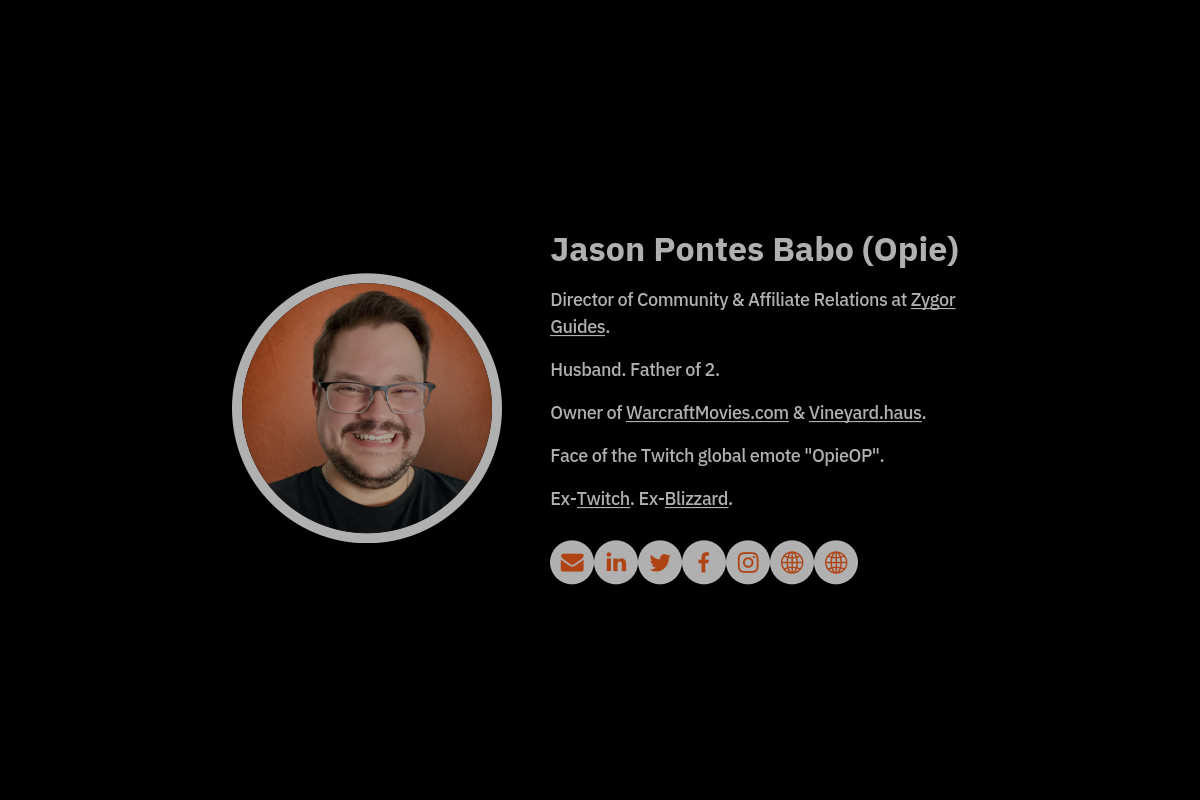 Jason Pontes Babo (Opie)
Director of Community & Affiliate Relations at Zygor
Guides.
Husband. Father of 2.
Owner of WarcraftMovies.com & Vineyard.haus.
Face of the Twitch global emote "OpieOP".
Ex-Twitch. Ex-Blizzard.